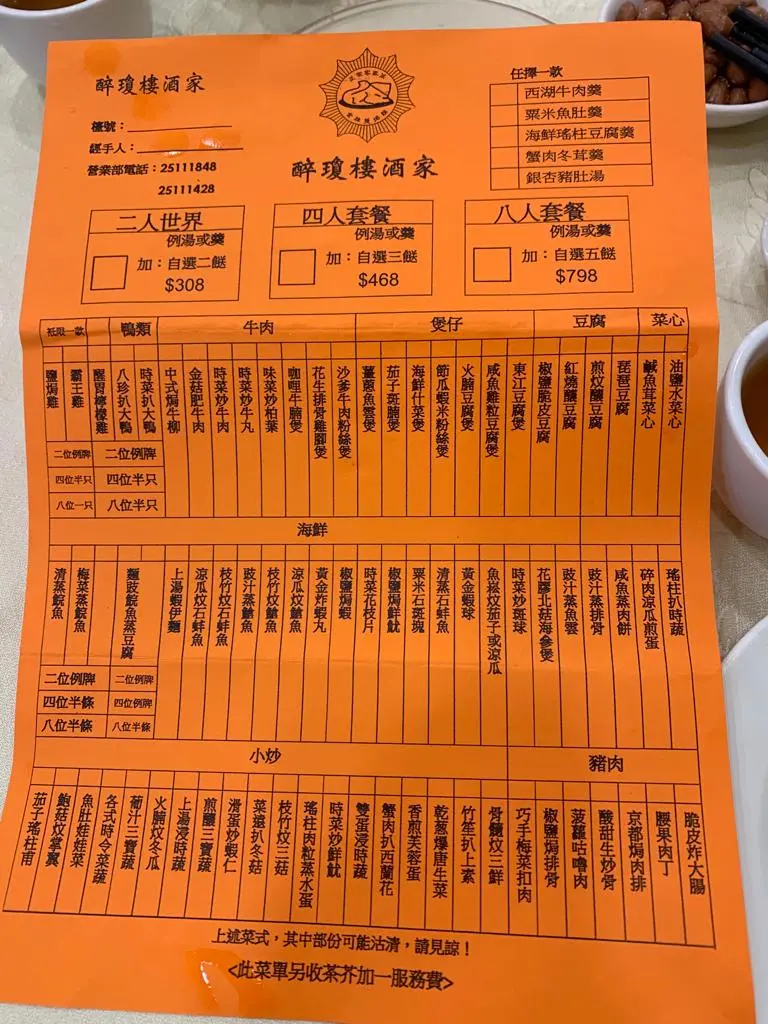 醉瓊樓酒家
檯號：
經手人：
營業部電話：25111848
25111428
醉瓊樓酒家
任擇一款
西湖牛肉羹
粟米魚肚羹
海鮮瑤柱豆腐羹
蟹肉冬茸羹
銀杏豬肚湯
二人世界
例湯或羹
加：自選二餸
$308
四人套餐
例湯或羹
加：自選三餸
$468
八人套餐
例湯或羹
加：自選五餸
$798
祗限一款
鴨類
牛肉
煲仔
豆腐
菜心
鹽焗雞
霸王雞
醒胃檸檬雞
八珍扒大鴨
時菜扒大鴨
中式焗牛柳
金菇肥牛肉
時菜炒牛肉
時菜炒牛丸
味菜炒柏葉
咖喱牛腩煲
花生排骨雞腳煲
沙爹牛肉粉絲煲
薑蔥魚雲煲
茄子斑腩煲
海鮮什菜煲
節瓜蝦米粉絲煲
火腩豆腐煲
咸魚雞粒豆腐煲
東江豆腐煲
椒鹽脆皮豆腐
紅燒釀豆腐
煎炆釀豆腐
琵琶豆腐
鹹魚茸菜心
油鹽水菜心
二位例牌
二位例牌
四位半只
四位半只
八位一只
八位半只
海鮮
清蒸鯇魚
梅菜蒸鯇魚
麵豉鯇魚蒸豆腐
上湯蝦伊麵
涼瓜炆石蚌魚
枝竹炆石蚌魚
豉汁蒸鱠魚
枝竹炆鱠魚
涼瓜炆鱠魚
黃金炸蝦丸
椒鹽焗蝦
時菜花枝片
椒鹽焗鮮魷
粟米石斑塊
清蒸石蚌魚
黃金蝦球
魚崧炆茄子或涼瓜
時菜炒斑球
花膠北菇海參煲
豉汁蒸魚雲
豉汁蒸排骨
咸魚蒸肉餅
碎肉涼瓜煎蛋
瑤柱扒時蔬
二位例牌
二位例牌
四位半條
四位例牌
八位半條
八位半條
小炒
豬肉
茄子瑤柱甫
鮑菇炆掌翼
魚肚娃娃菜
各式時令菜蔬
葡汁三寶蔬
火腩炆冬瓜
上湯浸時蔬
煎釀三寶蔬
滑蛋炒蝦仁
菜遠扒冬菇
枝竹炆三菇
瑤柱肉粒蒸水蛋
時菜炒鮮魷
雙蛋浸時蔬
蟹肉扒西蘭花
香煎芙蓉蛋
乾葱爆唐生菜
竹笙扒上素
骨髓炆三鮮
巧手梅菜扣肉
椒鹽焗排骨
菠蘿咕嚕肉
酸甜生炒骨
京都焗肉排
腰果肉丁
脆皮炸大腸
上述菜式，其中部份可能沽清，請見諒！
<此菜單另收茶芥加一服務費>